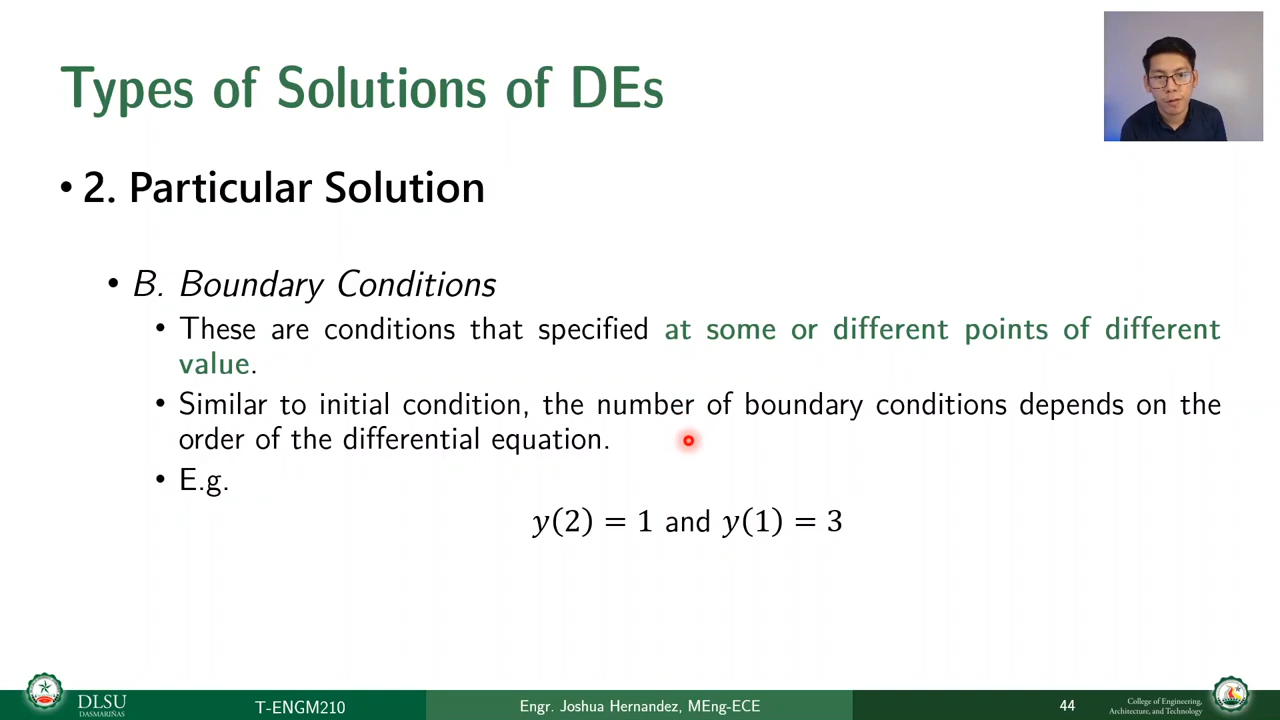 Types of Solutions of DEs
• 2. Particular Solution
• B. Boundary Conditions
• These are conditions that specified at some or different points of different
value.
• Similar to initial condition, the number of boundary conditions depends on the
order of the differential equation.
• E.g.
y(2) = 1 and y(1) = 3
DLSU
DASMARIÑAS
T-ENGM210
Engr. Joshua Hernandez, MEng-ECE
44
College of Engineering,
Architecture, and Technology